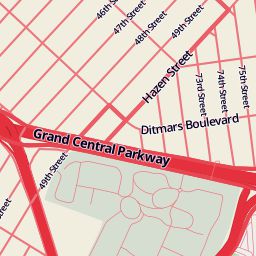 46th Street
47th Street
48th Street
49th Street
Hazen Street
73rd Street
74th Street
75th Street
Ditmars Boulevard
Grand Central Parkway
49th Street